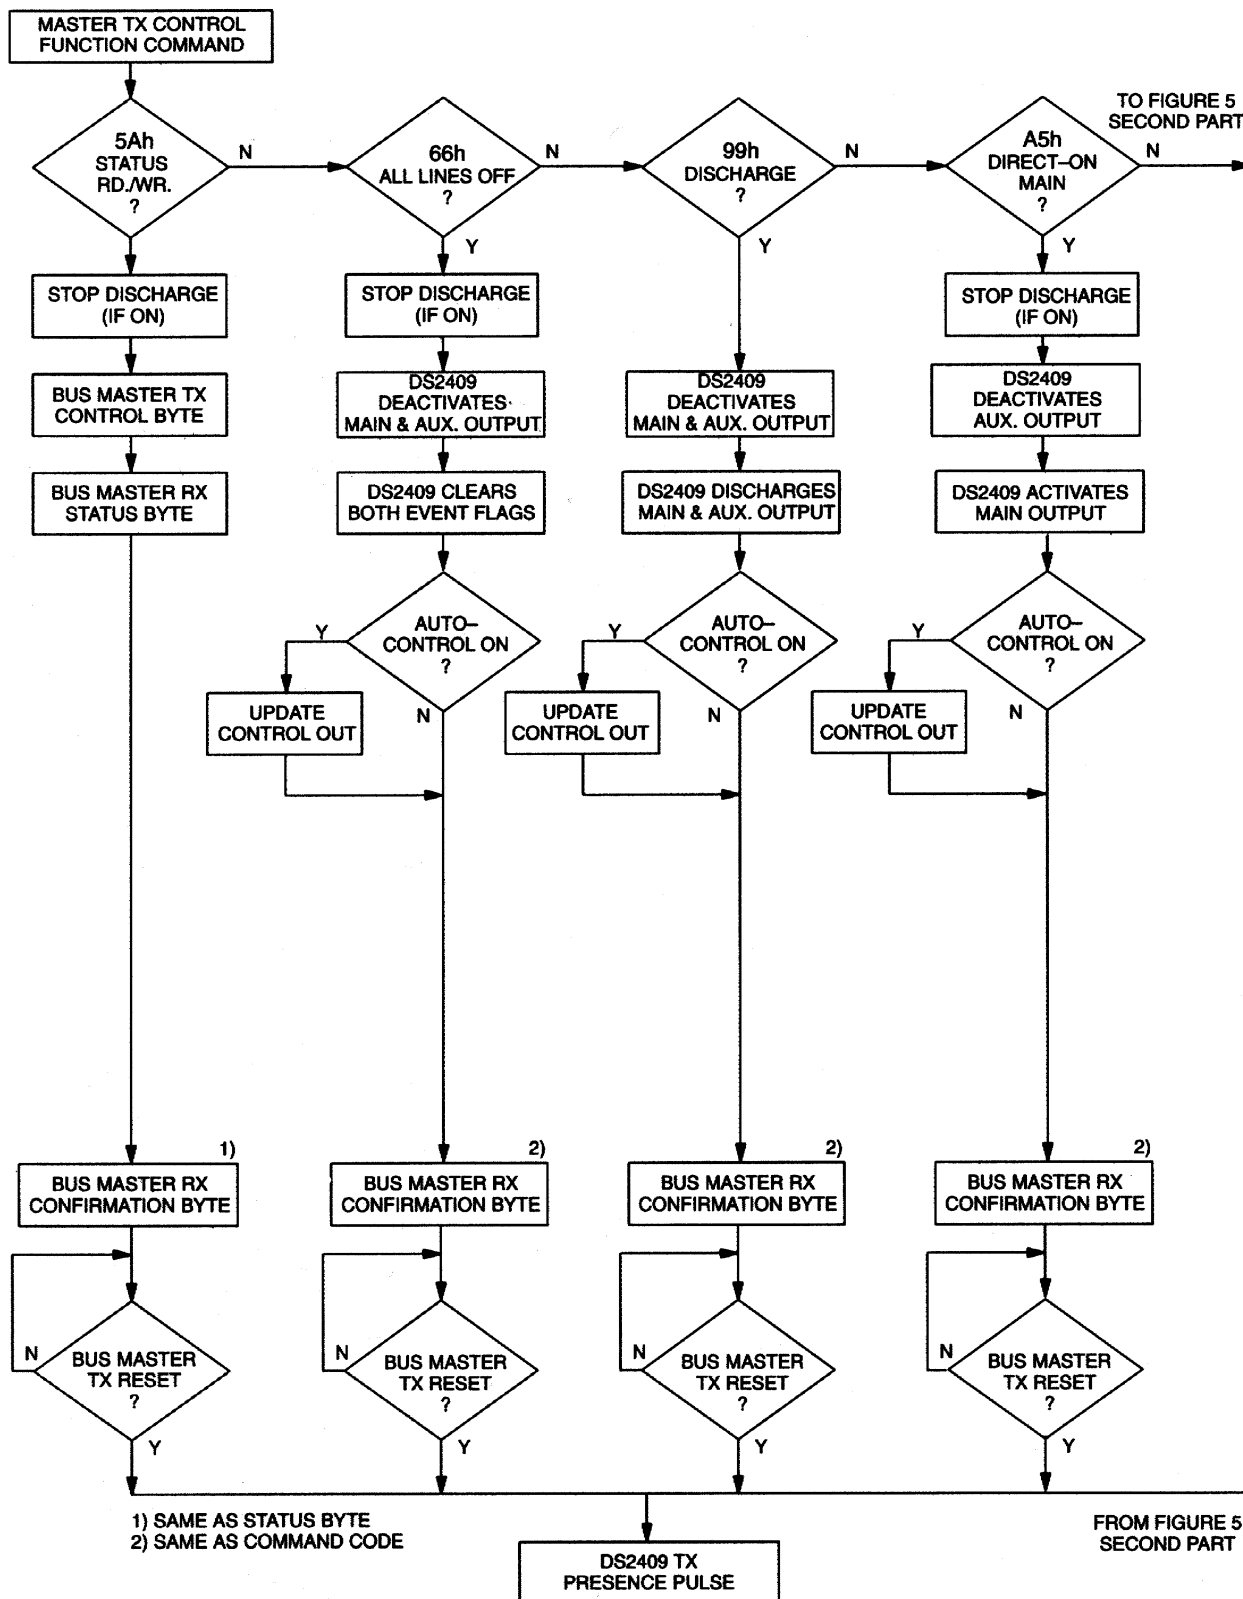 MASTER TX CONTROL
FUNCTION COMMAND
TO FIGURE 5
SECOND PART
5Ah
STATUS
RD./WR.
?
N
66h
ALL LINES OFF
?
N
99h
DISCHARGE
?
N
A5h
DIRECT–ON
MAIN
?
N
Y
Y
Y
STOP DISCHARGE
(IF ON)
STOP DISCHARGE
(IF ON)
STOP DISCHARGE
(IF ON)
BUS MASTER TX
CONTROL BYTE
DS2409
DEACTIVATES
MAIN & AUX. OUTPUT
DS2409
DEACTIVATES
MAIN & AUX. OUTPUT
DS2409
DEACTIVATES
AUX. OUTPUT
BUS MASTER RX
STATUS BYTE
DS2409 CLEARS
BOTH EVENT FLAGS
DS2409 DISCHARGES
MAIN & AUX. OUTPUT
DS2409 ACTIVATES
MAIN OUTPUT
Y
AUTO–
CONTROL ON
?
Y
AUTO–
CONTROL ON
?
Y
AUTO–
CONTROL ON
?
UPDATE
CONTROL OUT
N
UPDATE
CONTROL OUT
N
UPDATE
CONTROL OUT
N
1)
2)
2)
2)
BUS MASTER RX
CONFIRMATION BYTE
BUS MASTER RX
CONFIRMATION BYTE
BUS MASTER RX
CONFIRMATION BYTE
BUS MASTER RX
CONFIRMATION BYTE
N
BUS MASTER
TX RESET
?
N
BUS MASTER
TX RESET
?
N
BUS MASTER
TX RESET
?
N
BUS MASTER
TX RESET
?
Y
Y
Y
Y
1) SAME AS STATUS BYTE
2) SAME AS COMMAND CODE
FROM FIGURE 5
SECOND PART
DS2409 TX
PRESENCE PULSE